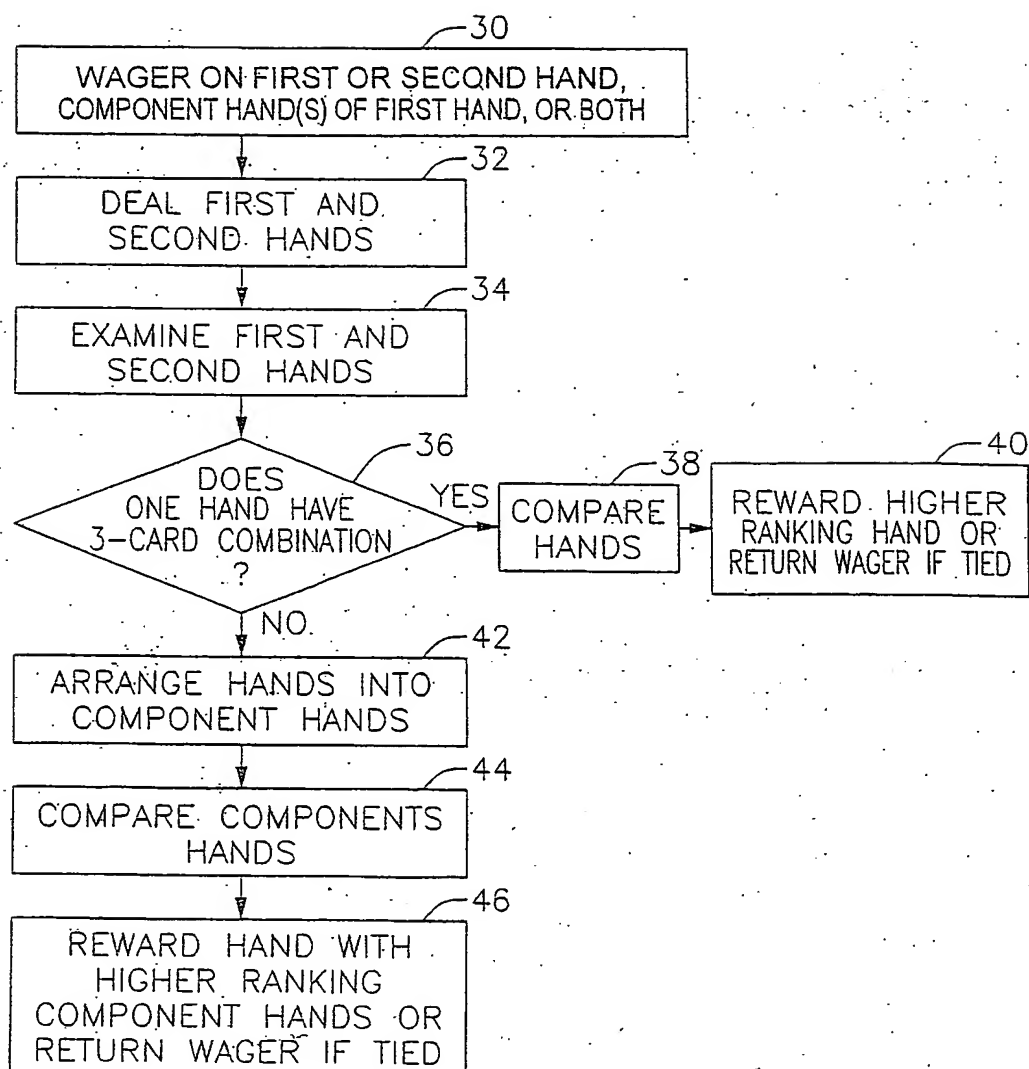 30
WAGER ON FIRST OR SECOND HAND,
COMPONENT HAND(S) OF FIRST HAND, OR BOTH
32
DEAL FIRST AND
SECOND HANDS
34
EXAMINE FIRST AND
SECOND HANDS
36
DOES
ONE HAND HAVE
3-CARD COMBINATION
?
YES
38
COMPARE
HANDS
40
REWARD HIGHER
RANKING HAND OR
RETURN WAGER IF TIED
NO
42
ARRANGE HANDS INTO
COMPONENT HANDS
44
COMPARE COMPONENTS
HANDS
46
REWARD HAND WITH
HIGHER RANKING
COMPONENT HANDS OR
RETURN WAGER IF TIED